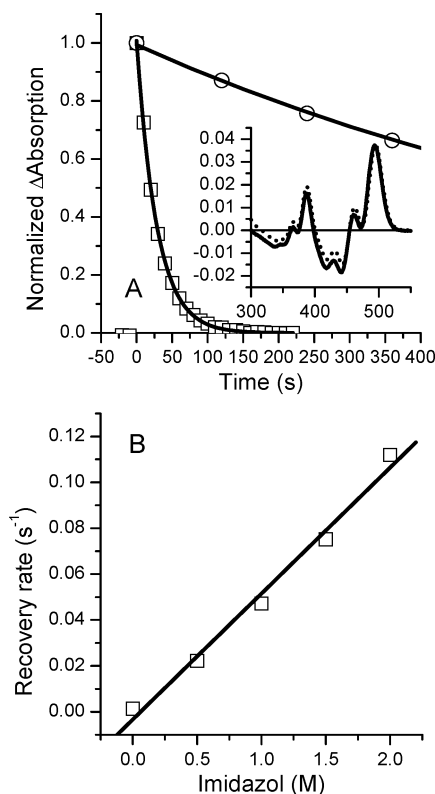 1.0
0.8
0.6
0.4
0.2
0.0
Normalized ΔAbsorption
A
0.04
0.03
0.02
0.01
0.00
-0.01
-0.02
300 400 500
-50 0 50 100 150 200 250 300 350 400
Time (s)
B
0.12
0.10
0.08
0.06
0.04
0.02
0.00
Recovery rate (s⁻¹)
0.0 0.5 1.0 1.5 2.0
Imidazol (M)